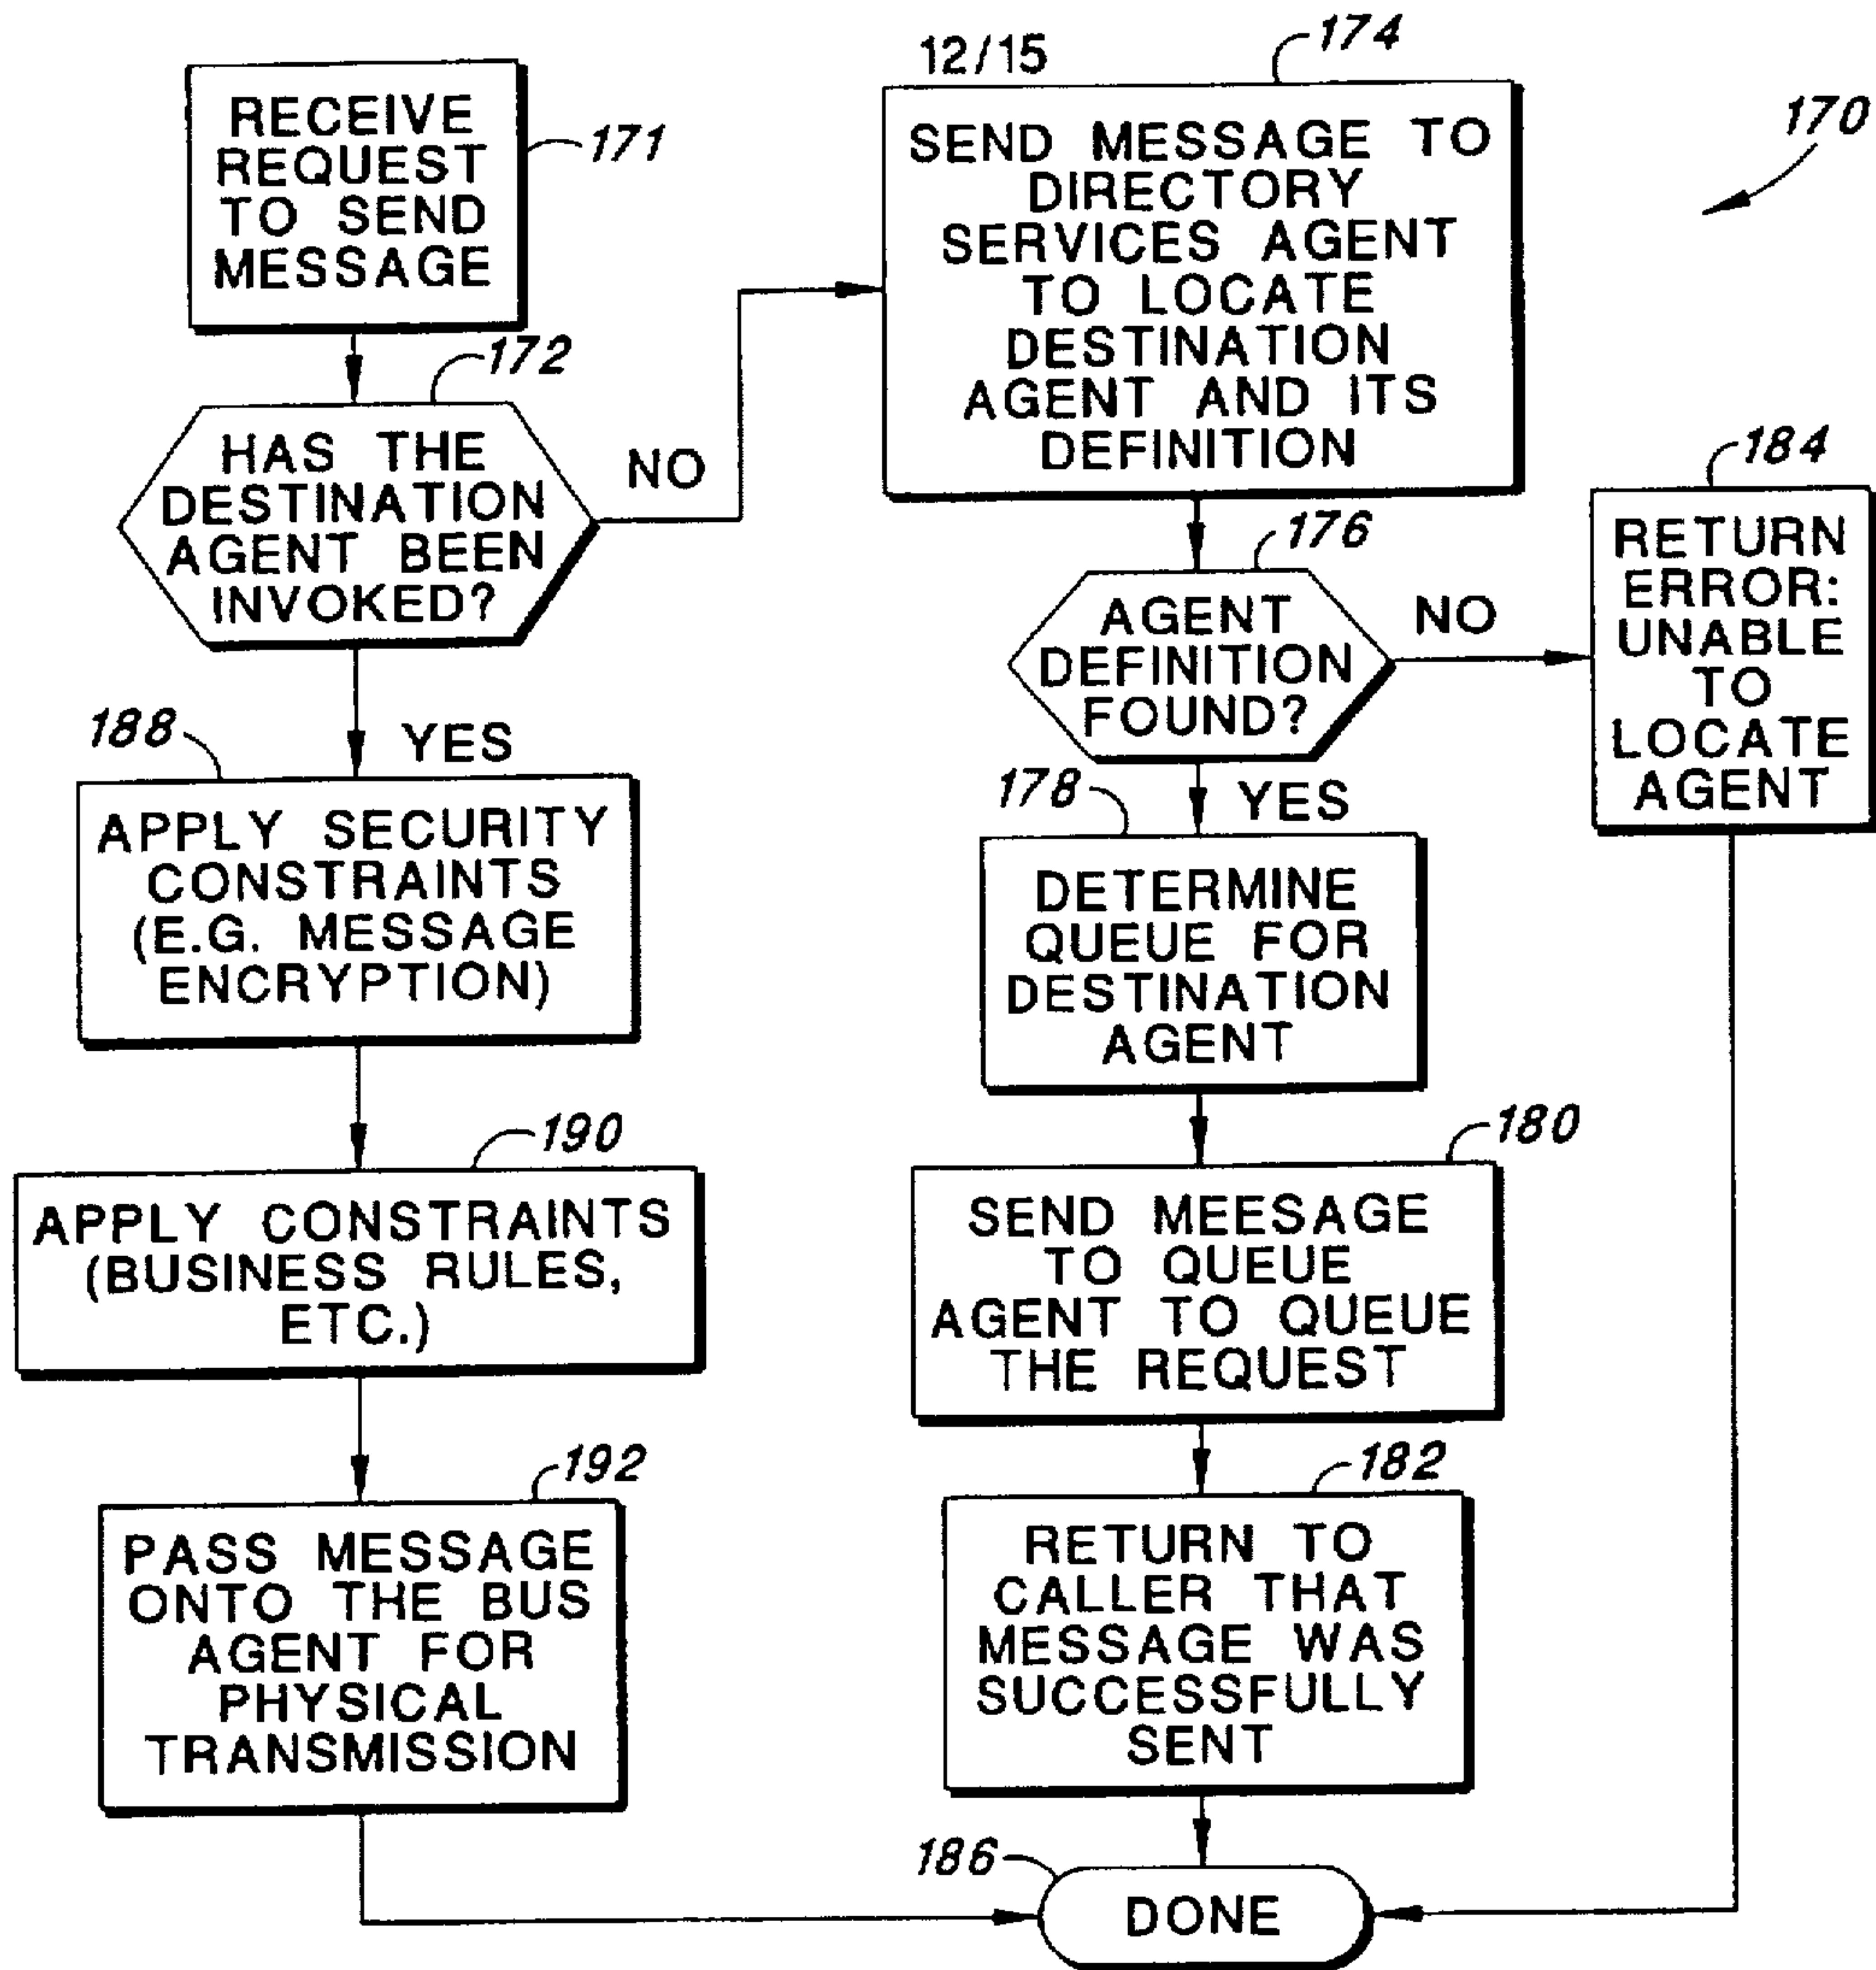 RECEIVE
REQUEST
TO SEND
MESSAGE
171
172
HAS THE
DESTINATION
AGENT BEEN
INVOKED?
NO
YES
188
APPLY SECURITY
CONSTRAINTS
(E.G. MESSAGE
ENCRYPTION)
190
APPLY CONSTRAINTS
(BUSINESS RULES,
ETC.)
192
PASS MESSAGE
ONTO THE BUS
AGENT FOR
PHYSICAL
TRANSMISSION
12/15
174
170
SEND MESSAGE TO
DIRECTORY
SERVICES AGENT
TO LOCATE
DESTINATION
AGENT AND ITS
DEFINITION
176
AGENT
DEFINITION
FOUND?
NO
184
RETURN
ERROR:
UNABLE
TO
LOCATE
AGENT
YES
178
DETERMINE
QUEUE FOR
DESTINATION
AGENT
180
SEND MEESAGE
TO QUEUE
AGENT TO QUEUE
THE REQUEST
182
RETURN TO
CALLER THAT
MESSAGE WAS
SUCCESSFULLY
SENT
186
DONE